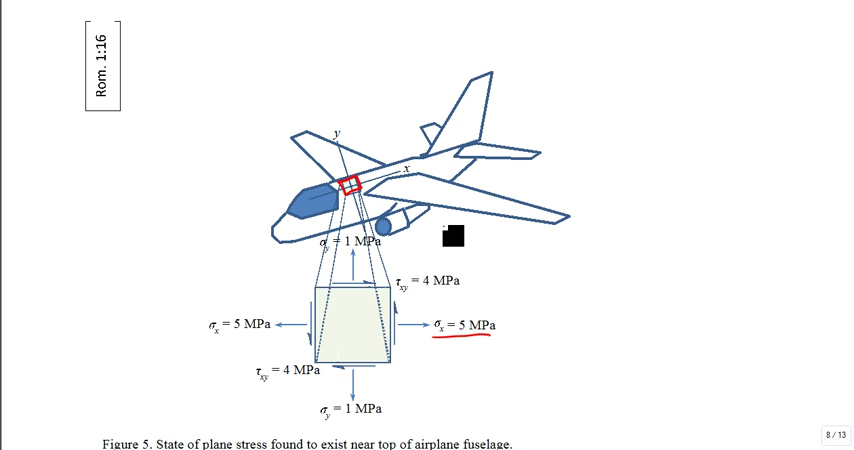 Rom. 1:16
y
x
σy = 1 MPa
τxy = 4 MPa
σx = 5 MPa
σx = 5 MPa
τxy = 4 MPa
σy = 1 MPa
8 / 13
Figure 5. State of plane stress found to exist near top of airplane fuselage.